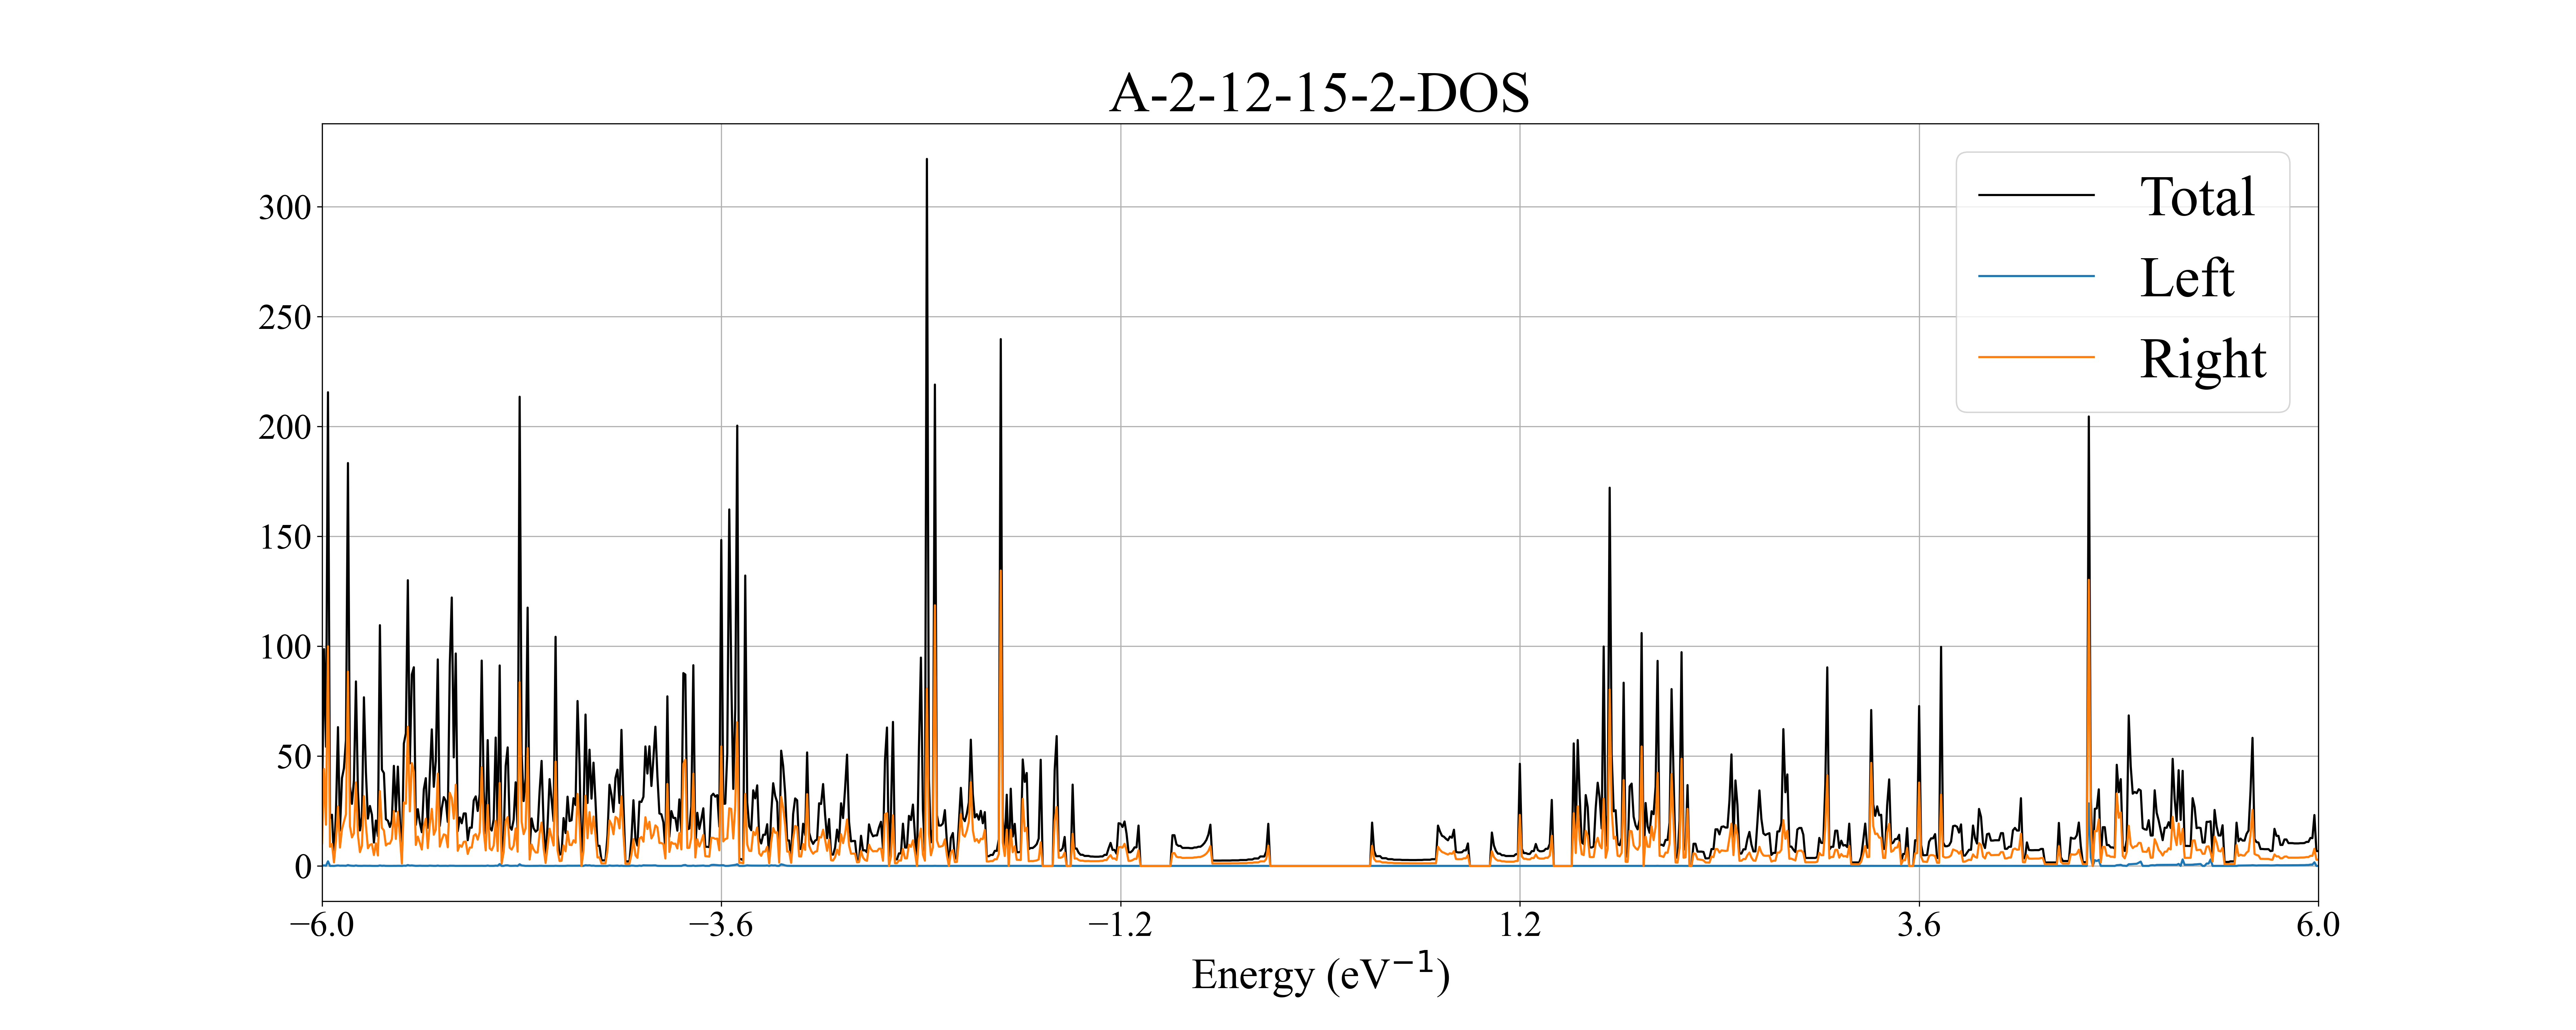 A-2-12-15-2-DOS
Total
Left
Right
300
250
200
150
100
50
0
−6.0 −3.6 −1.2 1.2 3.6 6.0
Energy (eV⁻¹)